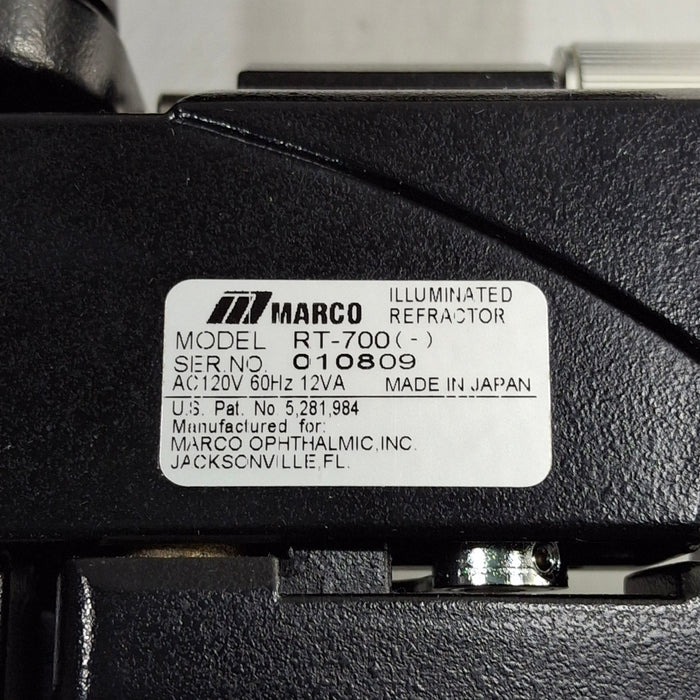 MARCO ILLUMINATED REFRACTOR
MODEL RT-700(-)
SER.NO. 010809
AC120V 60Hz 12VA MADE IN JAPAN
U.S. Pat. No 5,281,984
Manufactured for:
MARCO OPHTHALMIC,INC.
JACKSONVILLE,FL.